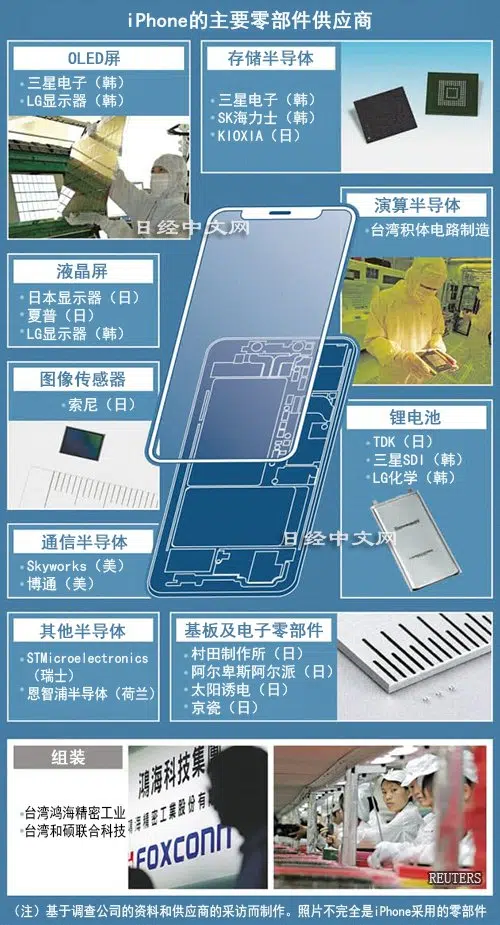 iPhone的主要零部件供应商
OLED屏
·三星电子（韩）
·LG显示器（韩）
存储半导体
·三星电子（韩）
·SK海力士（韩）
·KIOXIA（日）
日经中文网
演算半导体
·台湾积体电路制造
液晶屏
·日本显示器（日）
·夏普（日）
·LG显示器（韩）
图像传感器
·索尼（日）
锂电池
·TDK（日）
·三星SDI（韩）
·LG化学（韩）
日经中文网
通信半导体
·Skyworks（美）
·博通（美）
其他半导体
·STMicroelectronics
（瑞士）
·恩智浦半导体（荷兰）
基板及电子零部件
·村田制作所（日）
·阿尔卑斯阿尔派（日）
·太阳诱电（日）
·京瓷（日）
组装
·台湾鸿海精密工业
·台湾和硕联合科技
鴻海科技集團
鴻海精密工業股份有
FOXCONN
REUTERS
（注）基于调查公司的资料和供应商的采访而制作。照片不完全是iPhone采用的零部件